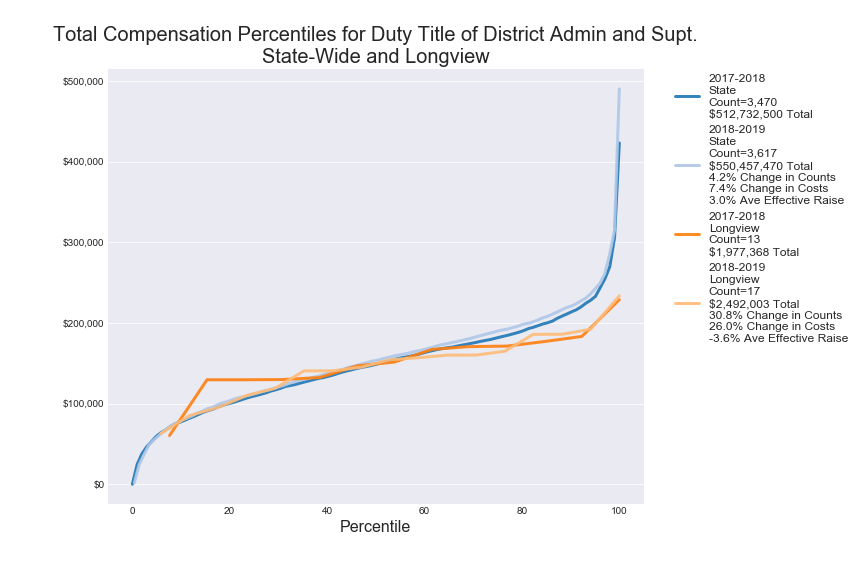 Total Compensation Percentiles for Duty Title of District Admin and Supt.
State-Wide and Longview
$500,000
$400,000
$300,000
$200,000
$100,000
$0
0
20
40
60
80
100
Percentile
2017-2018
State
Count=3,470
$512,732,500 Total
2018-2019
State
Count=3,617
$550,457,470 Total
4.2% Change in Counts
7.4% Change in Costs
3.0% Ave Effective Raise
2017-2018
Longview
Count=13
$1,977,368 Total
2018-2019
Longview
Count=17
$2,492,003 Total
30.8% Change in Counts
26.0% Change in Costs
-3.6% Ave Effective Raise